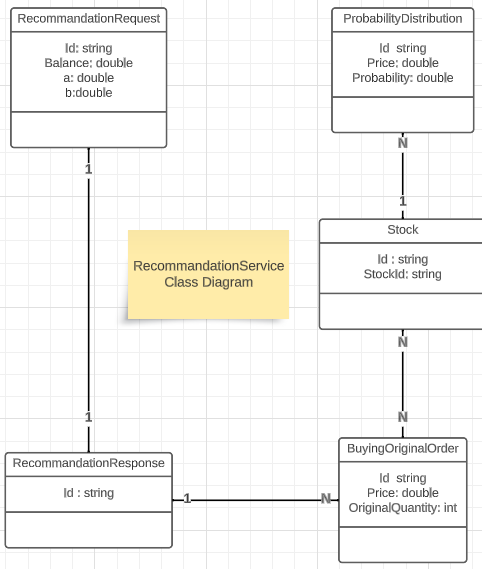 RecommandationRequest
Id: string
Balance: double
a: double
b:double
1
1
RecommandationResponse
Id : string
1
N
RecommandationService
Class Diagram
ProbabilityDistribution
Id string
Price: double
Probability: double
N
1
Stock
Id : string
StockId: string
N
N
BuyingOriginalOrder
Id string
Price: double
OriginalQuantity: int